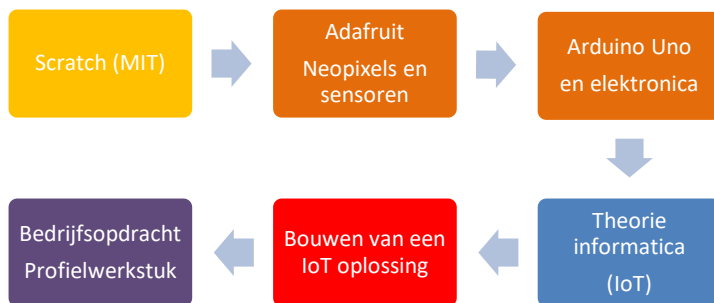 Scratch (MIT)
Adafruit
Neopixels en
sensoren
Arduino Uno
en elektronica
Theorie
informatica
(IoT)
Bouwen van een
IoT oplossing
Bedrijfsopdracht
Profielwerkstuk